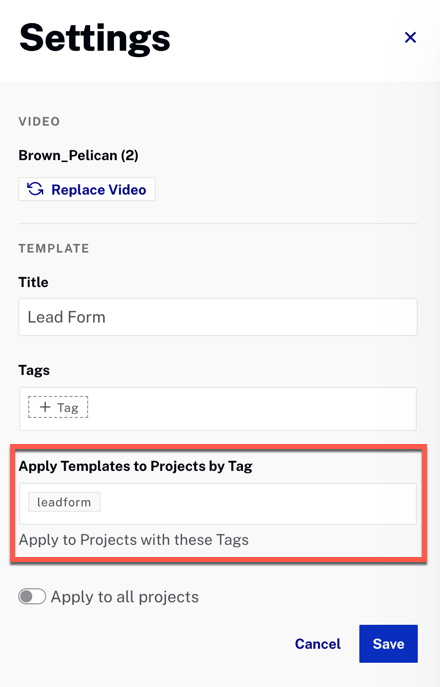 Settings
VIDEO
Brown_Pelican (2)
Replace Video
TEMPLATE
Title
Lead Form
Tags
+ Tag
Apply Templates to Projects by Tag
leadform
Apply to Projects with these Tags
Apply to all projects
Cancel Save